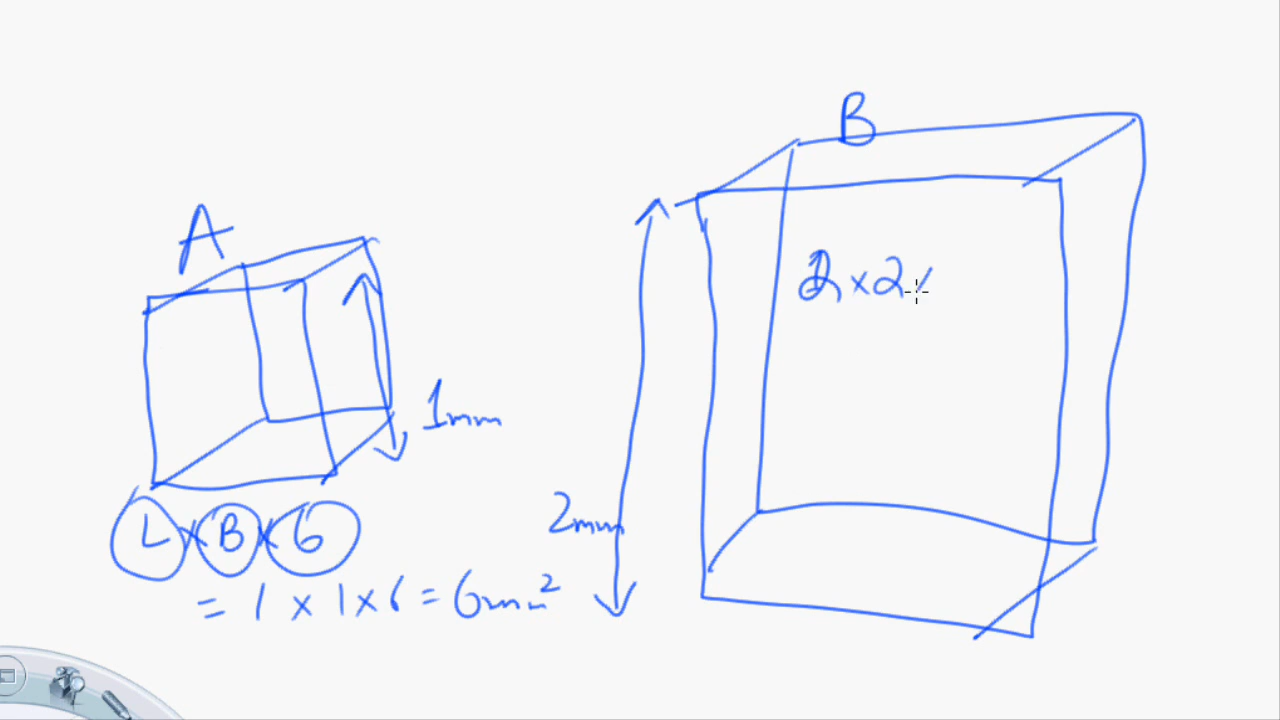 A
B
2×2
1mm
2mm
L×B×6
= 1 × 1 × 6 = 6mm²